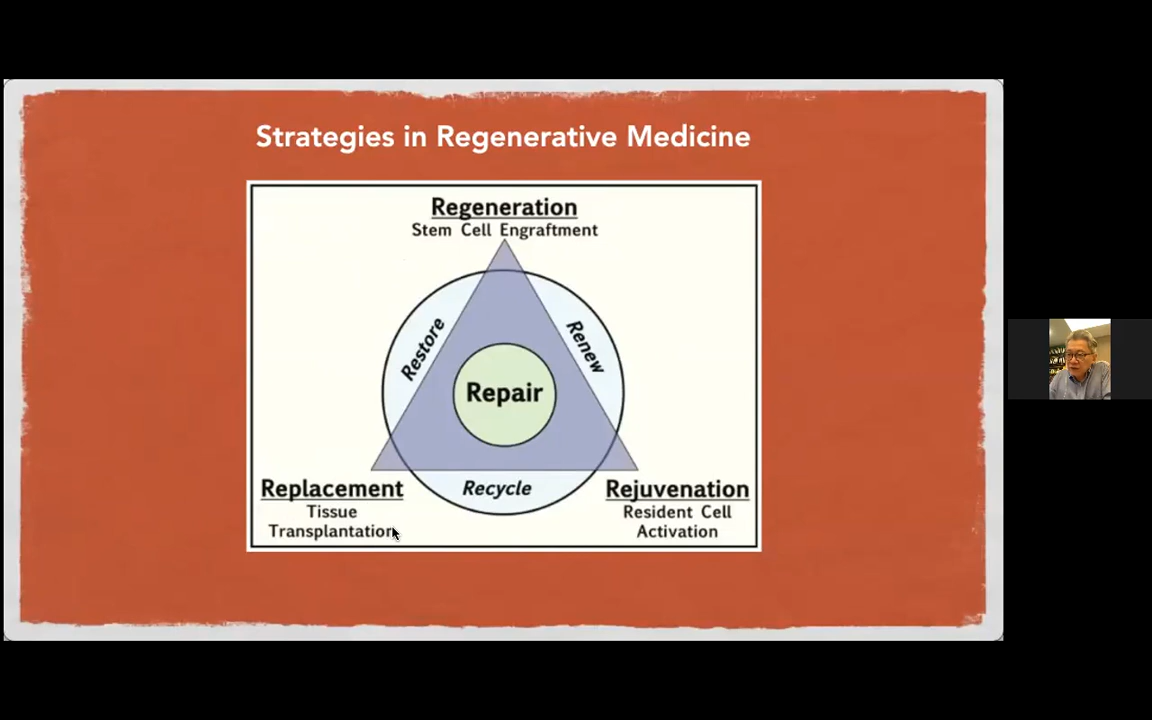 Strategies in Regenerative Medicine
Regeneration
Stem Cell Engraftment
Restore
Renew
Repair
Recycle
Replacement
Tissue
Transplantation
Rejuvenation
Resident Cell
Activation